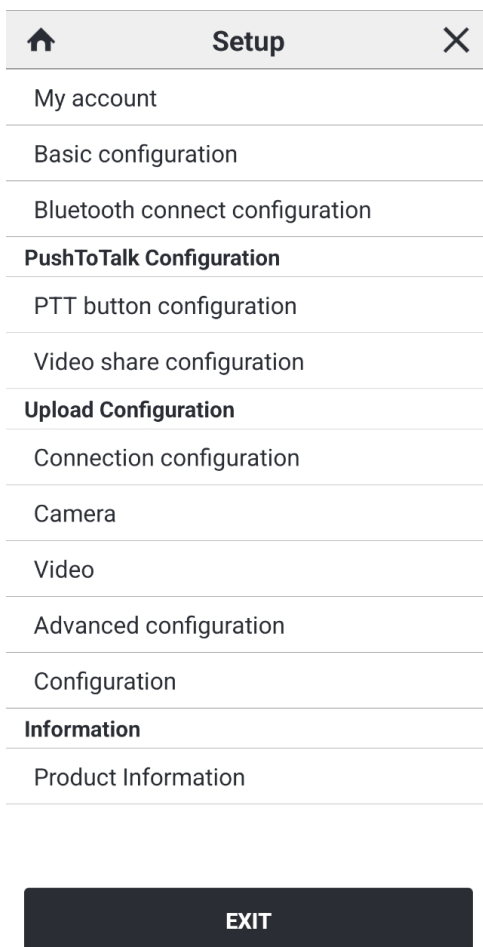 Setup
My account
Basic configuration
Bluetooth connect configuration
PushToTalk Configuration
PTT button configuration
Video share configuration
Upload Configuration
Connection configuration
Camera
Video
Advanced configuration
Configuration
Information
Product Information
EXIT